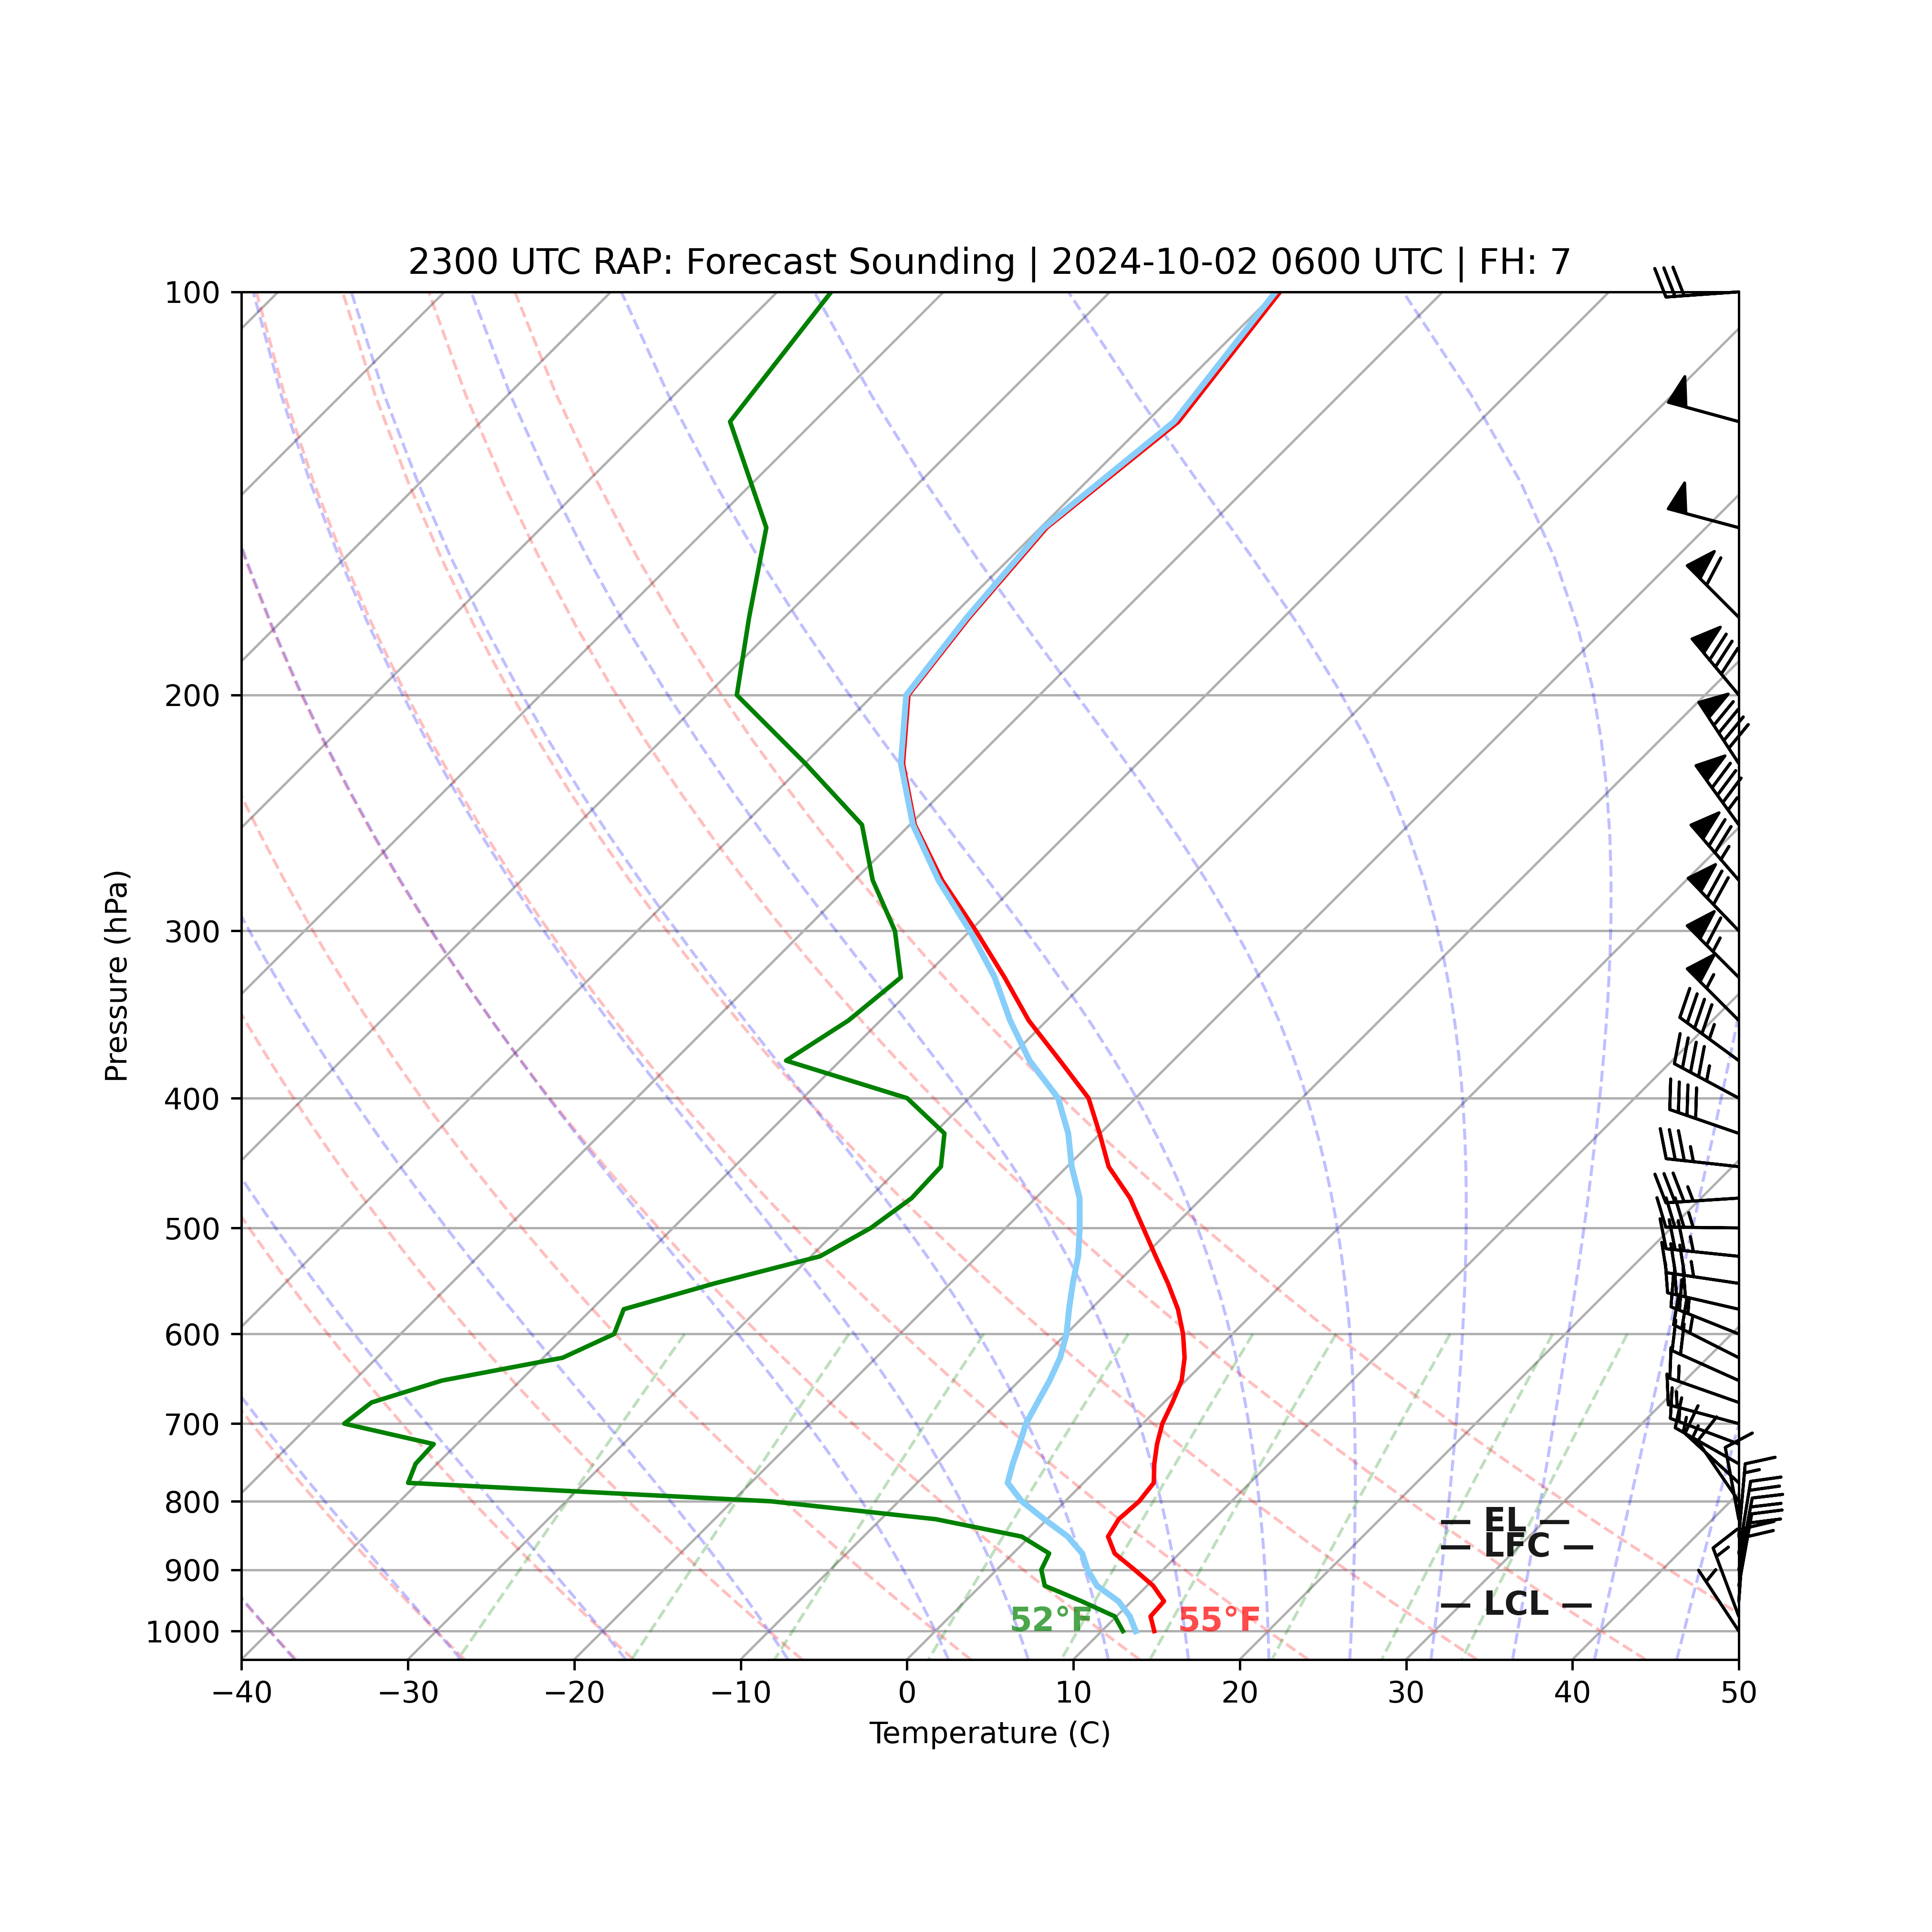 2300 UTC RAP: Forecast Sounding | 2024-10-02 0600 UTC | FH: 7
100
200
300
400
500
600
700
800
900
1000
Pressure (hPa)
— EL —
— LFC —
— LCL —
52°F
55°F
−40 −30 −20 −10 0 10 20 30 40 50
Temperature (C)